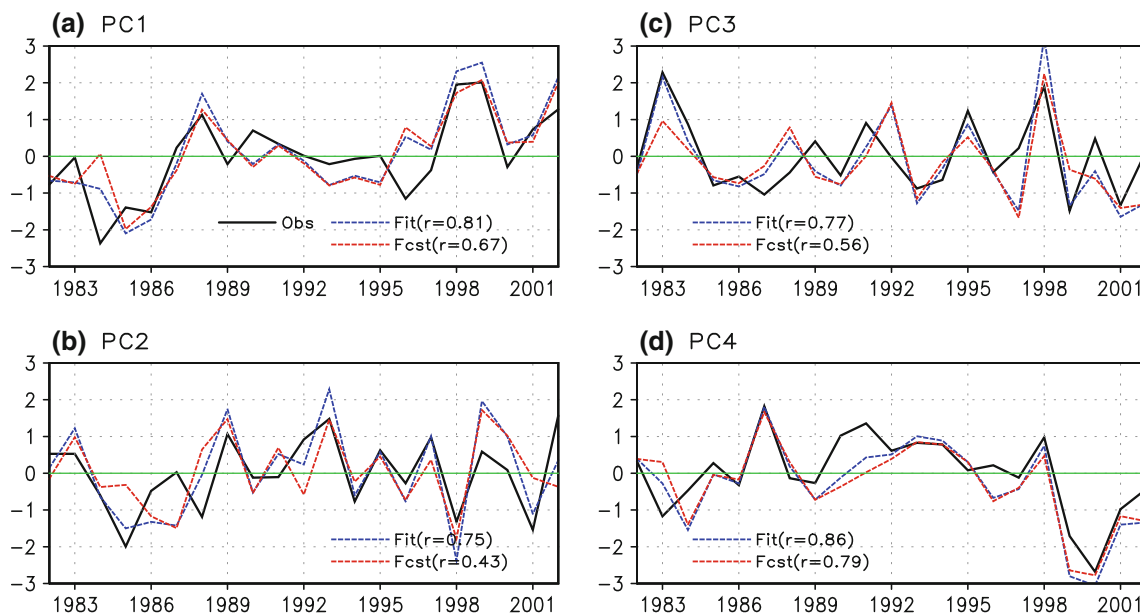 (a) PC1
3
2
1
0
−1
−2
−3
Obs
Fit(r=0.81)
Fcst(r=0.67)
1983 1986 1989 1992 1995 1998 2001
(c) PC3
3
2
1
0
−1
−2
−3
Fit(r=0.77)
Fcst(r=0.56)
1983 1986 1989 1992 1995 1998 2001
(b) PC2
3
2
1
0
−1
−2
−3
Fit(r=0.75)
Fcst(r=0.43)
1983 1986 1989 1992 1995 1998 2001
(d) PC4
3
2
1
0
−1
−2
−3
Fit(r=0.86)
Fcst(r=0.79)
1983 1986 1989 1992 1995 1998 2001